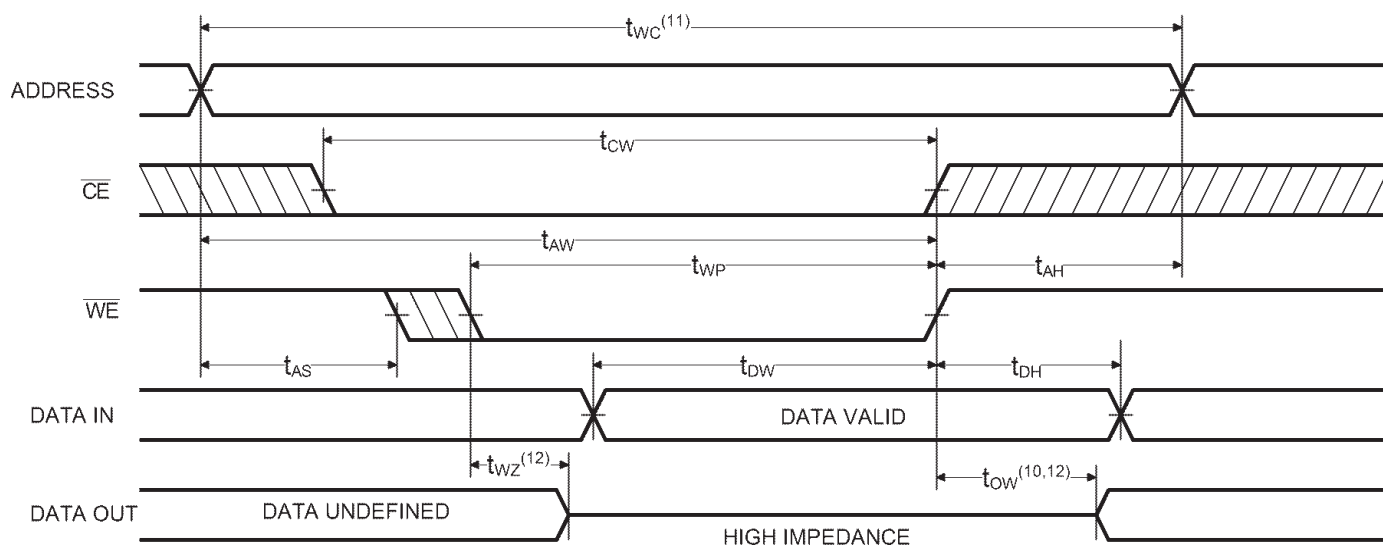 tWC(11)
ADDRESS
tCW
CE
tAW
tWP
tAH
WE
tAS
tDW
tDH
DATA IN
DATA VALID
tWZ(12)
tOW(10,12)
DATA OUT
DATA UNDEFINED
HIGH IMPEDANCE